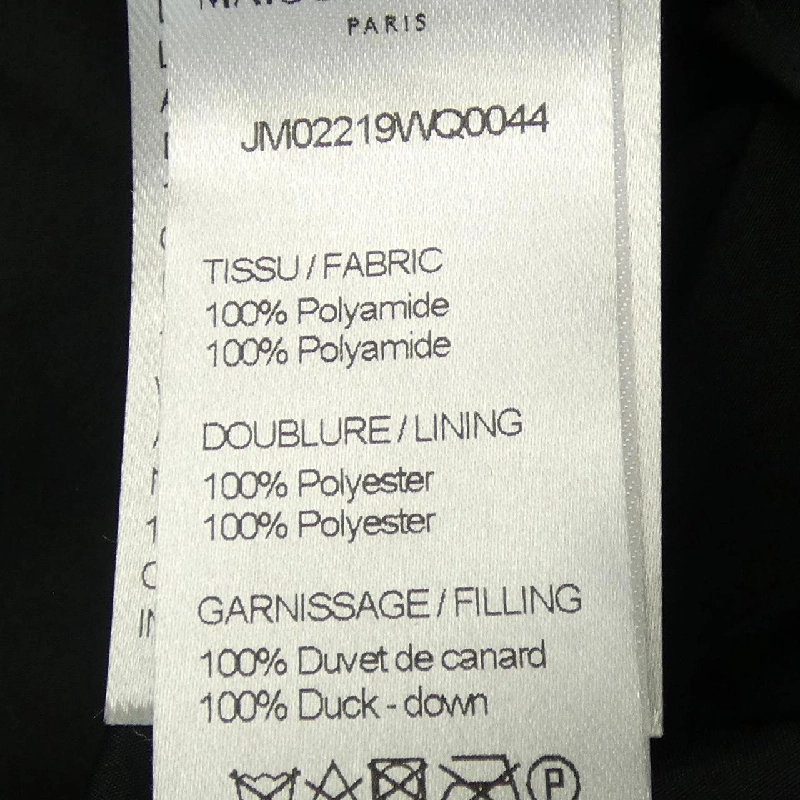 PARIS
JM02219WQ0044
TISSU / FABRIC
100% Polyamide
100% Polyamide
DOUBLURE / LINING
100% Polyester
100% Polyester
GARNISSAGE / FILLING
100% Duvet de canard
100% Duck - down
P